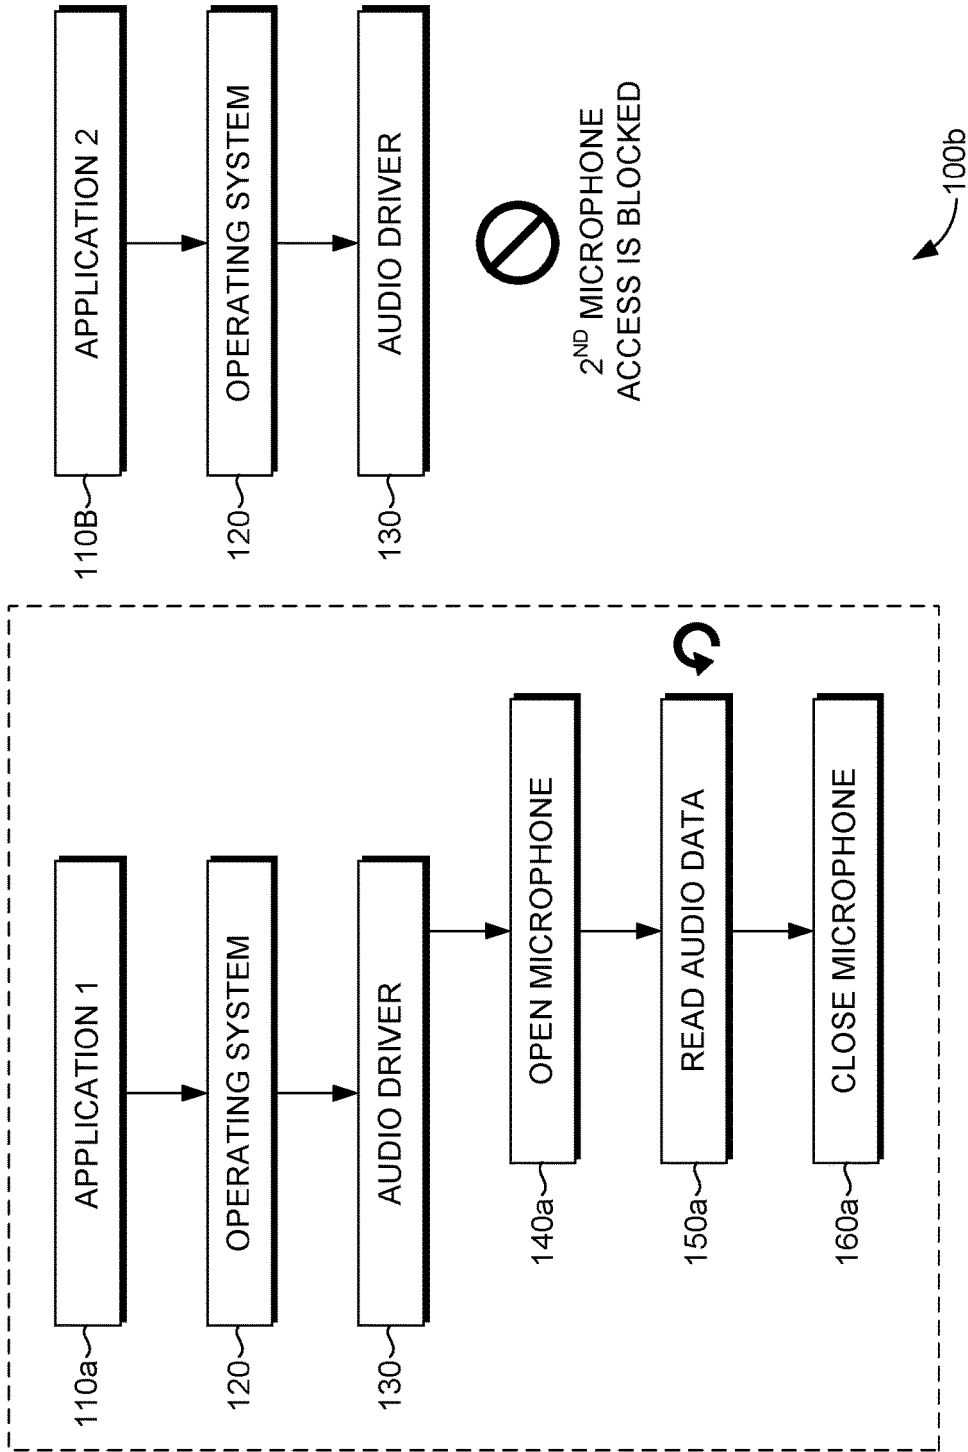 110a
APPLICATION 1
120
OPERATING SYSTEM
130
AUDIO DRIVER
140a
OPEN MICROPHONE
150a
READ AUDIO DATA
160a
CLOSE MICROPHONE
110B
APPLICATION 2
120
OPERATING SYSTEM
130
AUDIO DRIVER
2ND MICROPHONE
ACCESS IS BLOCKED
100b